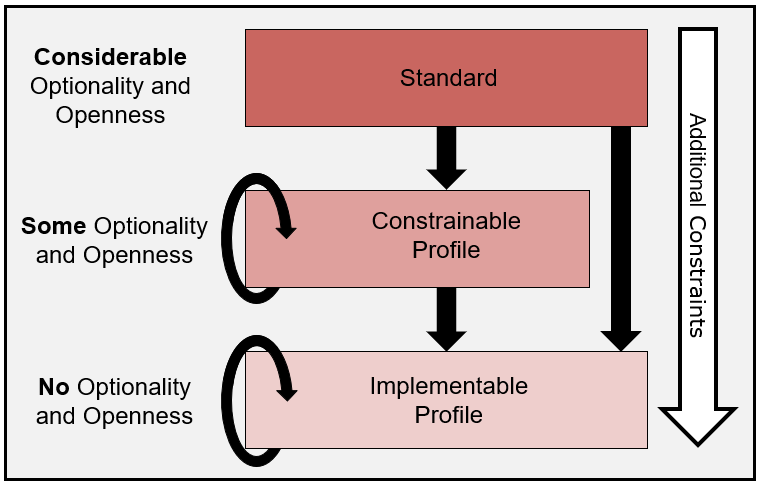 Considerable
Optionality and
Openness
Standard
Some Optionality
and Openness
Constrainable
Profile
No Optionality
and Openness
Implementable
Profile
Additional Constraints